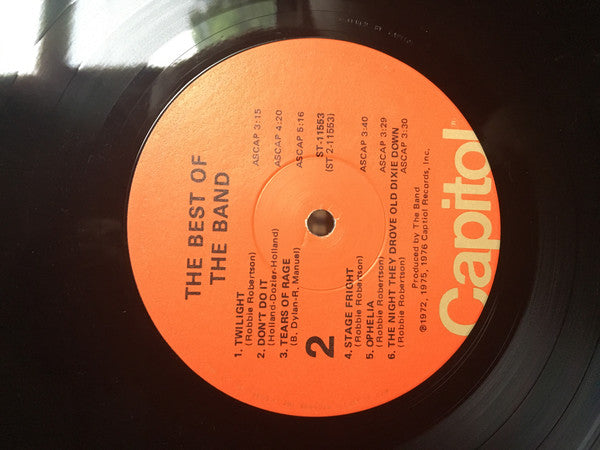 THE BEST OF
THE BAND
1. TWILIGHT ASCAP 3:15
(Robbie Robertson)
2. DON'T DO IT ASCAP 4:20
(Holland-Dozier-Holland)
3. TEARS OF RAGE ASCAP 5:16
(B. Dylan-R. Manuel)
2
ST-11553
(ST 2-11553)
4. STAGE FRIGHT ASCAP 3:40
(Robbie Robertson)
5. OPHELIA ASCAP 3:29
(Robbie Robertson)
6. THE NIGHT THEY DROVE OLD DIXIE DOWN
(Robbie Robertson) ASCAP 3:30
Produced by The Band
℗1972, 1975, 1976 Capitol Records, Inc.
Capitol®